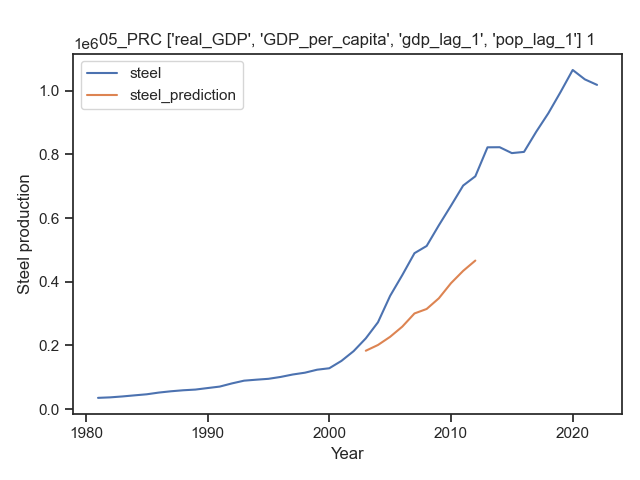 05_PRC ['real_GDP', 'GDP_per_capita', 'gdp_lag_1', 'pop_lag_1'] 1
1e6
steel
steel_prediction
1.0
0.8
0.6
0.4
0.2
0.0
Steel production
1980
1990
2000
2010
2020
Year